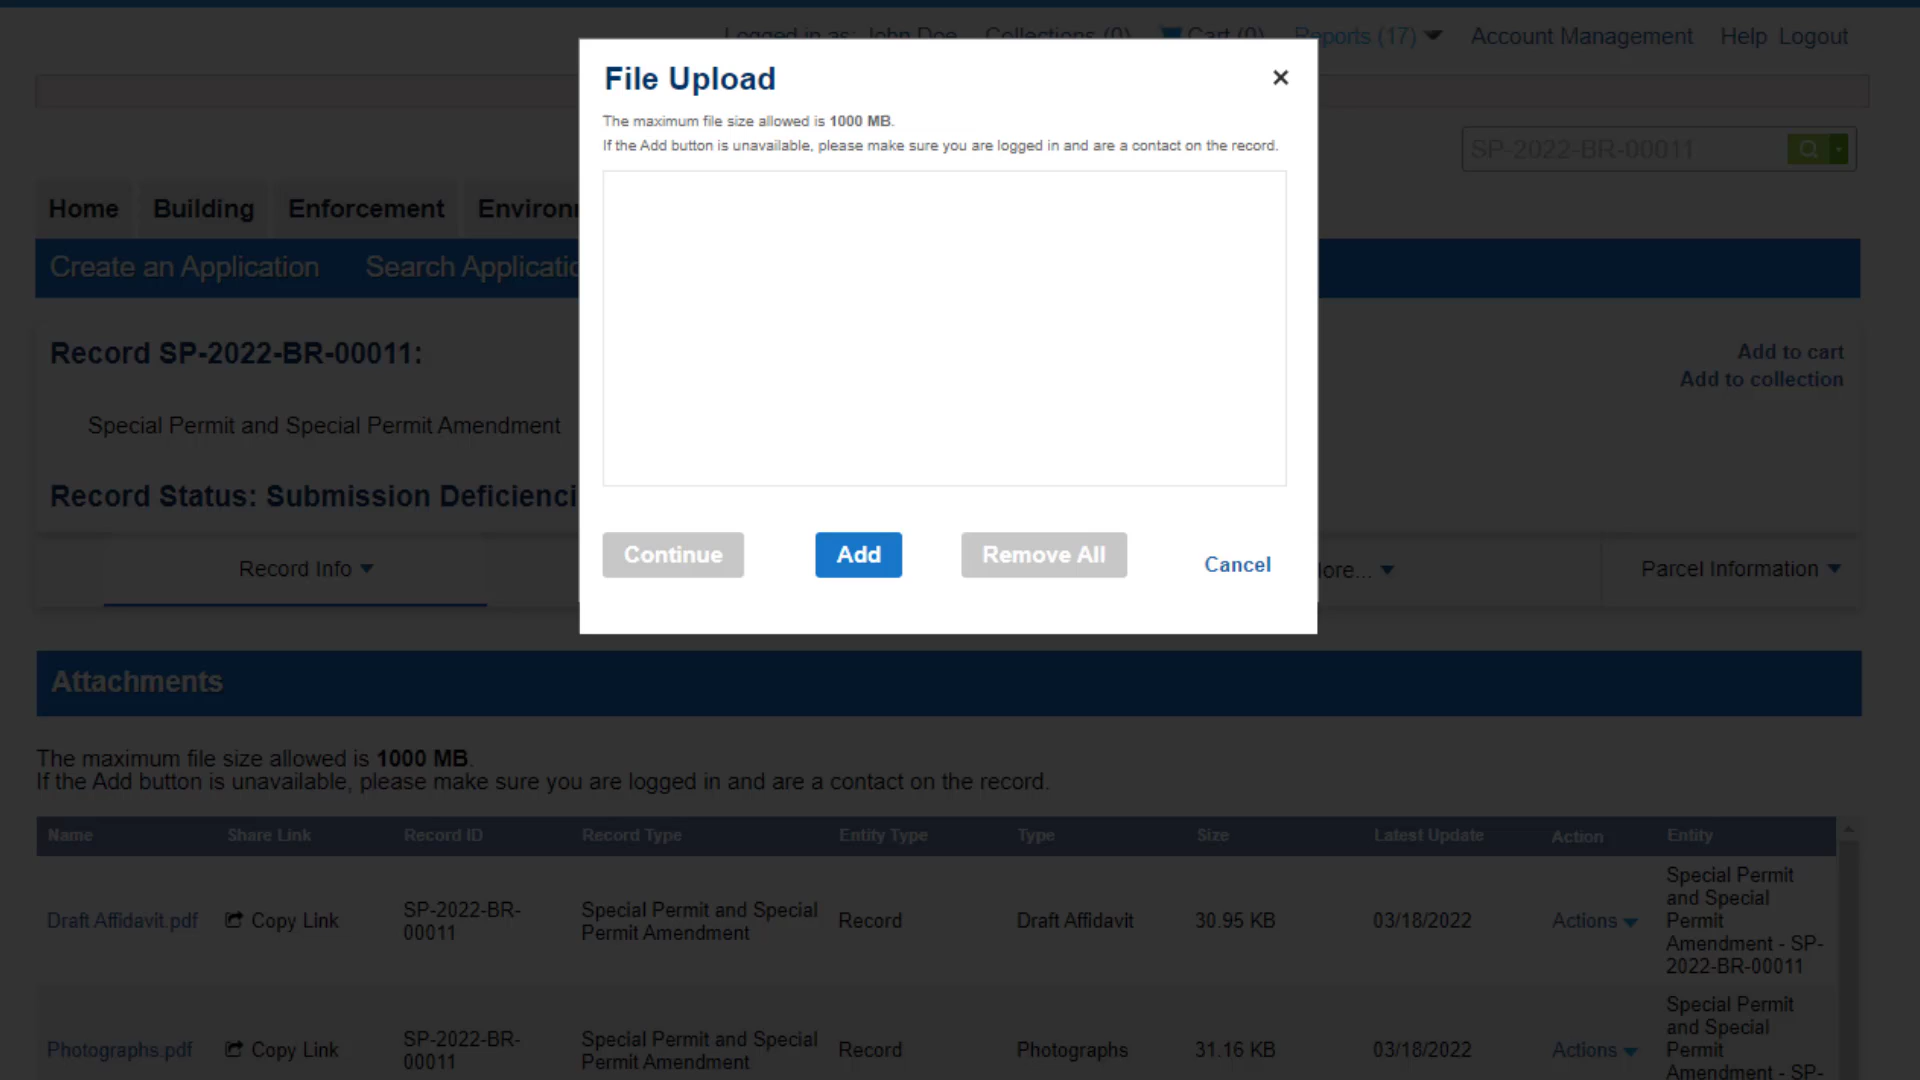 Logged in as: John Doe Collections (0) Cart (0) Reports (17) Account Management Help Logout
File Upload
The maximum file size allowed is 1000 MB.
If the Add button is unavailable, please make sure you are logged in and are a contact on the record.
SP-2022-BR-00011
Home Building Enforcement Environ
Create an Application Search Applicatio
Record SP-2022-BR-00011:
Add to cart
Add to collection
Special Permit and Special Permit Amendment
Record Status: Submission Deficienci
Continue Add Remove All Cancel
Record Info ore... Parcel Information
Attachments
The maximum file size allowed is 1000 MB.
If the Add button is unavailable, please make sure you are logged in and are a contact on the record.
Name Share Link Record ID Record Type Entity Type Type Size Latest Update Action Entity
Draft Affidavit.pdf Copy Link SP-2022-BR-00011 Special Permit and Special Permit Amendment Record Draft Affidavit 30.95 KB 03/18/2022 Actions Special Permit and Special Permit Amendment - SP-2022-BR-00011
Photographs.pdf Copy Link SP-2022-BR-00011 Special Permit and Special Permit Amendment Record Photographs 31.16 KB 03/18/2022 Actions Special Permit and Special Permit Amendment - SP-